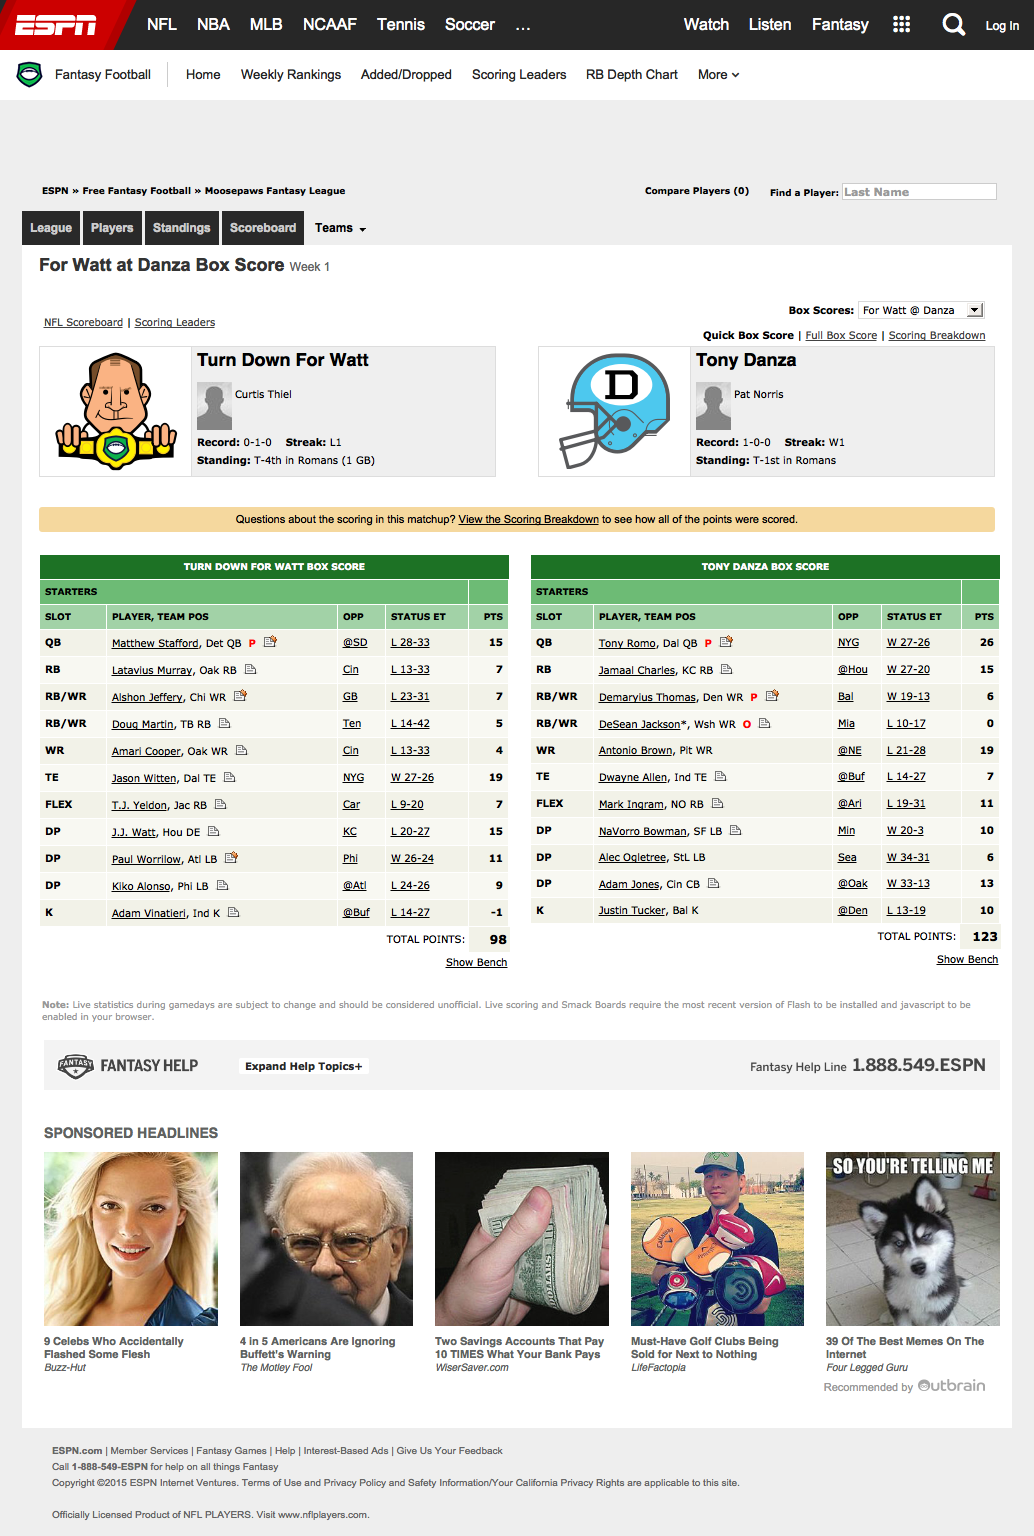 ESPN NFL NBA MLB NCAAF Tennis Soccer ... Watch Listen Fantasy Log In
Fantasy Football Home Weekly Rankings Added/Dropped Scoring Leaders RB Depth Chart More
ESPN » Free Fantasy Football » Moosepaws Fantasy League Compare Players (0) Find a Player: Last Name
League Players Standings Scoreboard Teams
For Watt at Danza Box Score Week 1
Box Scores: For Watt @ Danza
NFL Scoreboard | Scoring Leaders
Quick Box Score | Full Box Score | Scoring Breakdown
Turn Down For Watt
Curtis Thiel
Record: 0-1-0 Streak: L1
Standing: T-4th in Romans (1 GB)
D
Tony Danza
Pat Norris
Record: 1-0-0 Streak: W1
Standing: T-1st in Romans
Questions about the scoring in this matchup? View the Scoring Breakdown to see how all of the points were scored.
TURN DOWN FOR WATT BOX SCORE
STARTERS
SLOT PLAYER, TEAM POS OPP STATUS ET PTS
QB Matthew Stafford, Det QB P @SD L 28-33 15
RB Latavius Murray, Oak RB Cin L 13-33 7
RB/WR Alshon Jeffery, Chi WR GB L 23-31 7
RB/WR Doug Martin, TB RB Ten L 14-42 5
WR Amari Cooper, Oak WR Cin L 13-33 4
TE Jason Witten, Dal TE NYG W 27-26 19
FLEX T.J. Yeldon, Jac RB Car L 9-20 7
DP J.J. Watt, Hou DE KC L 20-27 15
DP Paul Worrilow, Atl LB Phi W 26-24 11
DP Kiko Alonso, Phi LB @Atl L 24-26 9
K Adam Vinatieri, Ind K @Buf L 14-27 -1
TOTAL POINTS: 98
Show Bench
TONY DANZA BOX SCORE
STARTERS
SLOT PLAYER, TEAM POS OPP STATUS ET PTS
QB Tony Romo, Dal QB P NYG W 27-26 26
RB Jamaal Charles, KC RB @Hou W 27-20 15
RB/WR Demaryius Thomas, Den WR P Bal W 19-13 6
RB/WR DeSean Jackson*, Wsh WR O Mia L 10-17 0
WR Antonio Brown, Pit WR @NE L 21-28 19
TE Dwayne Allen, Ind TE @Buf L 14-27 7
FLEX Mark Ingram, NO RB @Ari L 19-31 11
DP NaVorro Bowman, SF LB Min W 20-3 10
DP Alec Ogletree, StL LB Sea W 34-31 6
DP Adam Jones, Cin CB @Oak W 33-13 13
K Justin Tucker, Bal K @Den L 13-19 10
TOTAL POINTS: 123
Show Bench
Note: Live statistics during gamedays are subject to change and should be considered unofficial. Live scoring and Smack Boards require the most recent version of Flash to be installed and javascript to be
enabled in your browser.
FANTASY FANTASY HELP Expand Help Topics+ Fantasy Help Line 1.888.549.ESPN
SPONSORED HEADLINES
SO YOU'RE TELLING ME
9 Celebs Who Accidentally
Flashed Some Flesh
Buzz-Hut
4 in 5 Americans Are Ignoring
Buffett's Warning
The Motley Fool
Two Savings Accounts That Pay
10 TIMES What Your Bank Pays
WiserSaver.com
Must-Have Golf Clubs Being
Sold for Next to Nothing
LifeFactopia
39 Of The Best Memes On The
Internet
Four Legged Guru
Recommended by Outbrain
ESPN.com | Member Services | Fantasy Games | Help | Interest-Based Ads | Give Us Your Feedback
Call 1-888-549-ESPN for help on all things Fantasy
Copyright ©2015 ESPN Internet Ventures. Terms of Use and Privacy Policy and Safety Information/Your California Privacy Rights are applicable to this site.
Officially Licensed Product of NFL PLAYERS. Visit www.nflplayers.com.